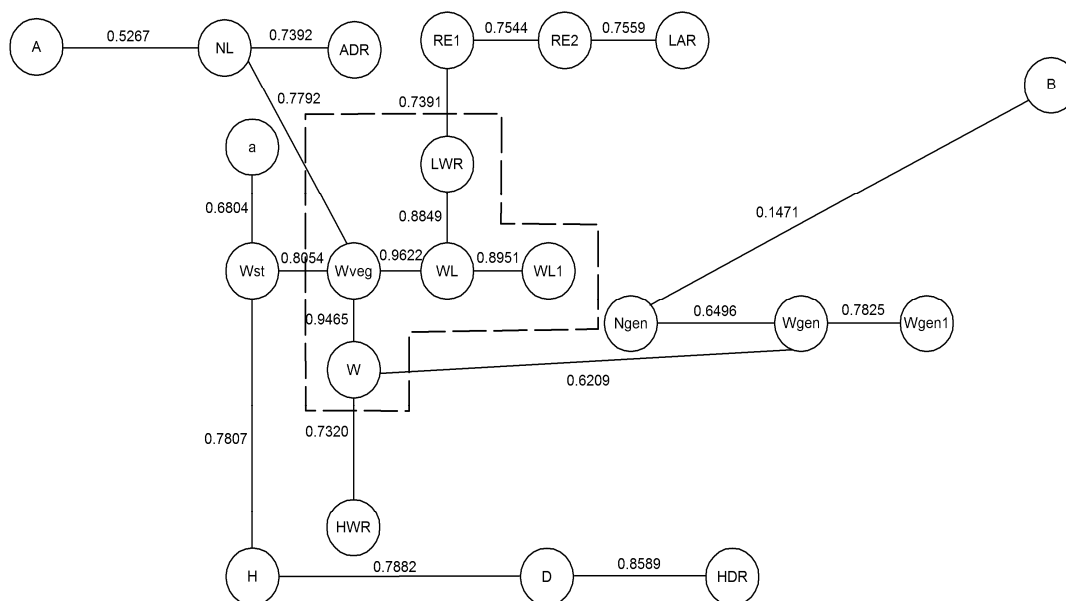 A
0.5267
NL
0.7392
ADR
RE1
0.7544
RE2
0.7559
LAR
0.7792
0.7391
B
a
LWR
0.6804
0.8849
0.1471
Wst
0.8054
Wveg
0.9622
WL
0.8951
WL1
0.9465
Ngen
0.6496
Wgen
0.7825
Wgen1
W
0.6209
0.7807
0.7320
HWR
H
0.7882
D
0.8589
HDR